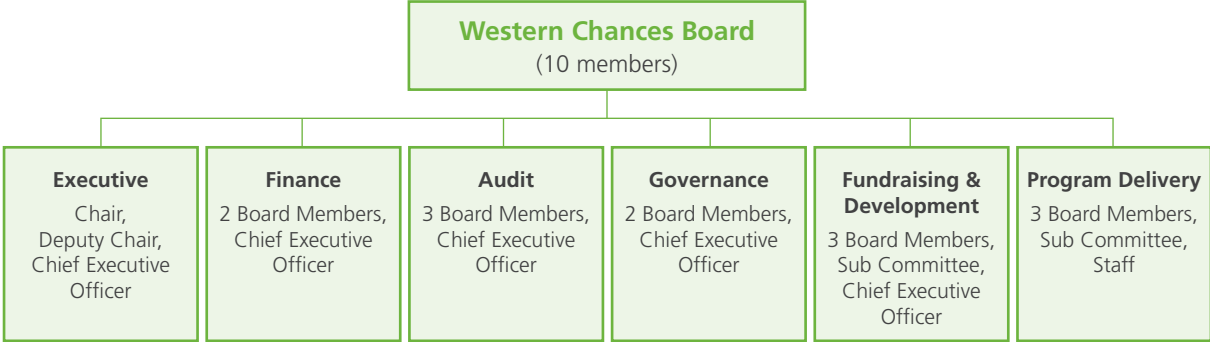 Western Chances Board
(10 members)
Executive
Chair,
Deputy Chair,
Chief Executive
Officer
Finance
2 Board Members,
Chief Executive
Officer
Audit
3 Board Members,
Chief Executive
Officer
Governance
2 Board Members,
Chief Executive
Officer
Fundraising &
Development
3 Board Members,
Sub Committee,
Chief Executive
Officer
Program Delivery
3 Board Members,
Sub Committee,
Staff